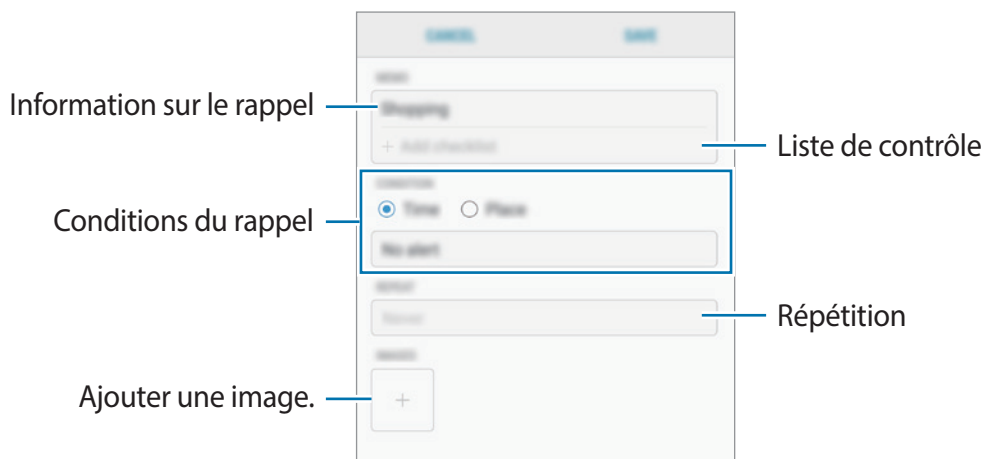 CANCEL SAVE
Information sur le rappel
Shopping
+ Add checklist
Liste de contrôle
Conditions du rappel
Time Place
No alert
REPEAT
Never
Répétition
IMAGES
Ajouter une image.
+